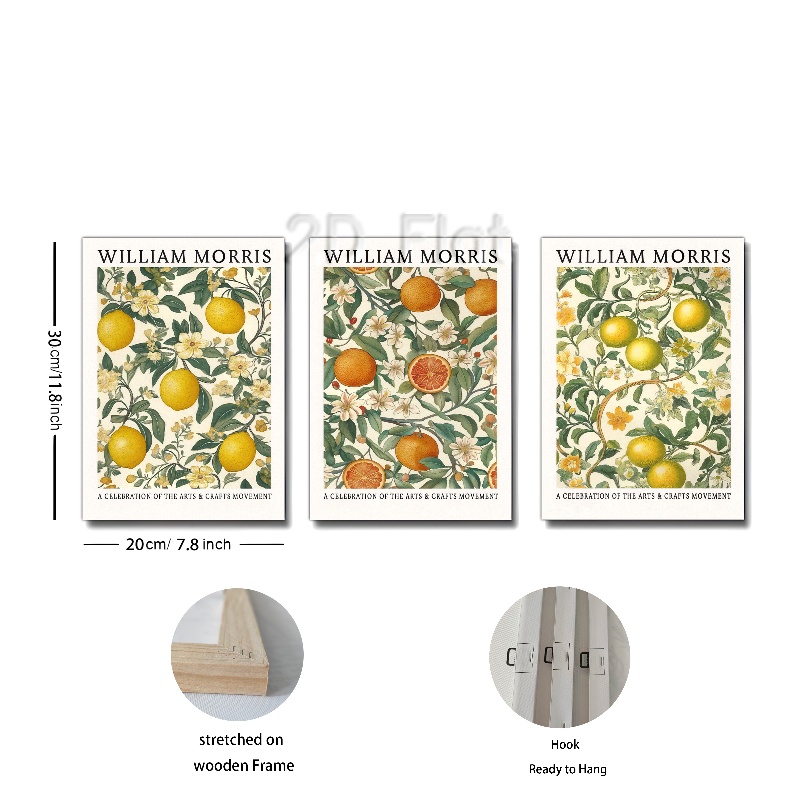 2D Flat
WILLIAM MORRIS
WILLIAM MORRIS
WILLIAM MORRIS
30cm/11.8inch
A CELEBRATION OF THE ARTS & CRAFTS MOVEMENT
A CELEBRATION OF THE ARTS & CRAFTS MOVEMENT
A CELEBRATION OF THE ARTS & CRAFTS MOVEMENT
20cm/ 7.8 inch
stretched on
wooden Frame
Hook
Ready to Hang